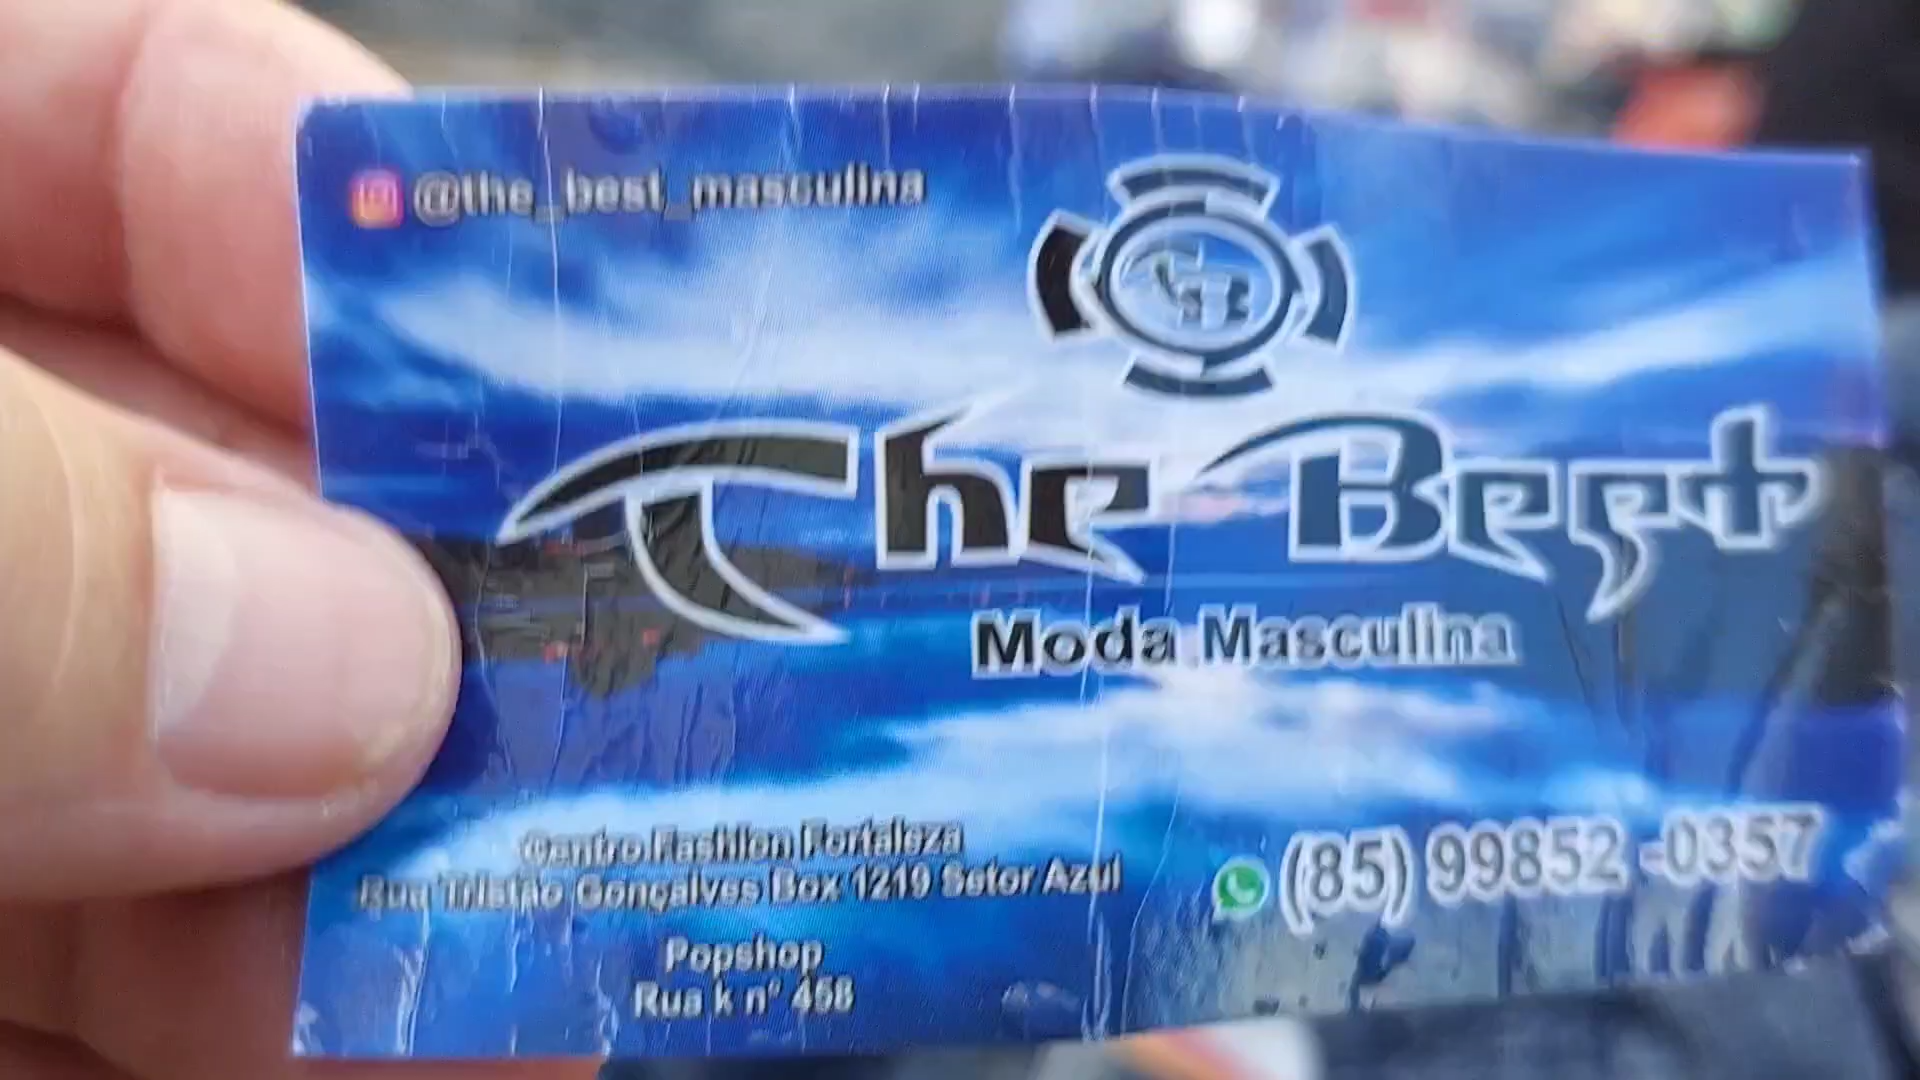 @the_best_masculina
The Best
Moda Masculina
Centro Fashion Fortaleza
Rua Tristão Gonçalves Box 1219 Setor Azul
(85) 99852-0357
Popshop
Rua k n° 458